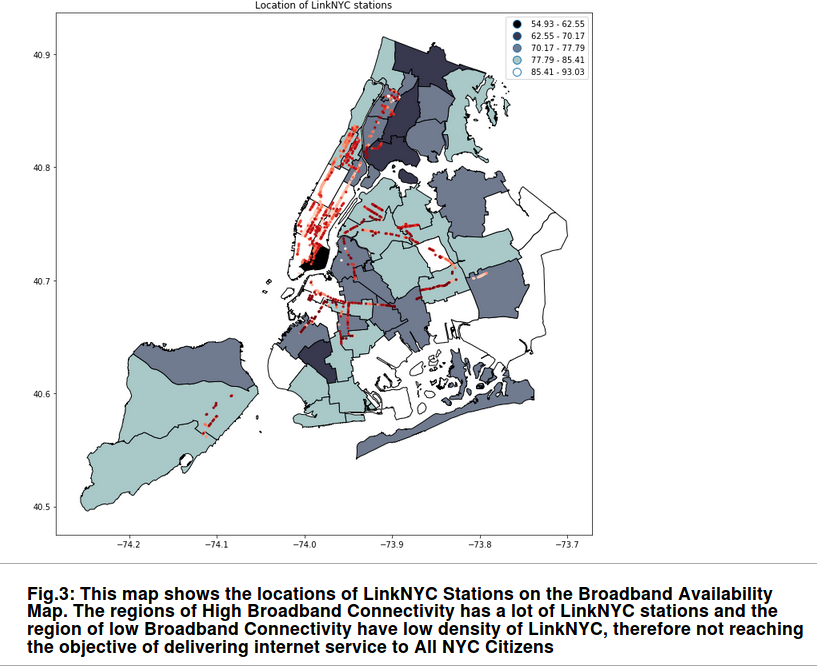 Location of LinkNYC stations
54.93 - 62.55
62.55 - 70.17
70.17 - 77.79
77.79 - 85.41
85.41 - 93.03
40.9
40.8
40.7
40.6
40.5
−74.2 −74.1 −74.0 −73.9 −73.8 −73.7
Fig.3: This map shows the locations of LinkNYC Stations on the Broadband Availability
Map. The regions of High Broadband Connectivity has a lot of LinkNYC stations and the
region of low Broadband Connectivity have low density of LinkNYC, therefore not reaching
the objective of delivering internet service to All NYC Citizens